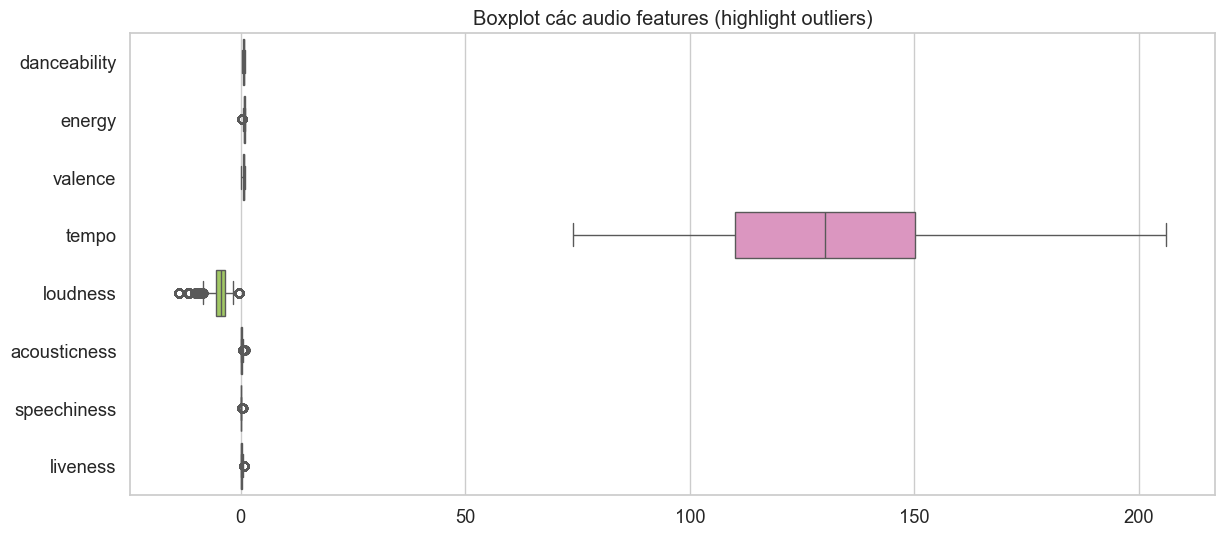 Boxplot các audio features (highlight outliers)
danceability
energy
valence
tempo
loudness
acousticness
speechiness
liveness
0 50 100 150 200